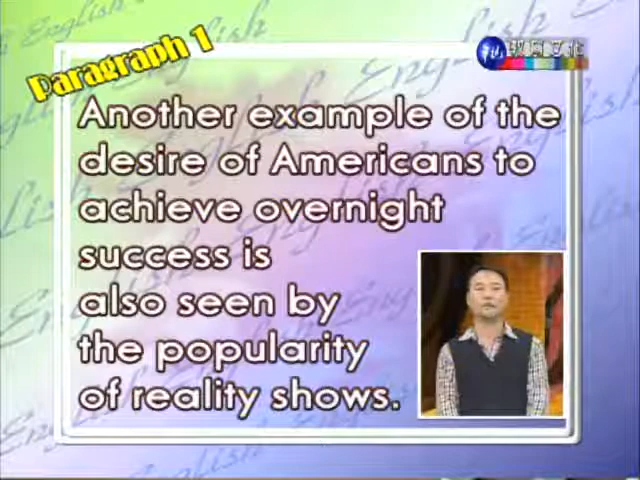 Paragraph 1
Another example of the
desire of Americans to
achieve overnight
success is
also seen by
the popularity
of reality shows.